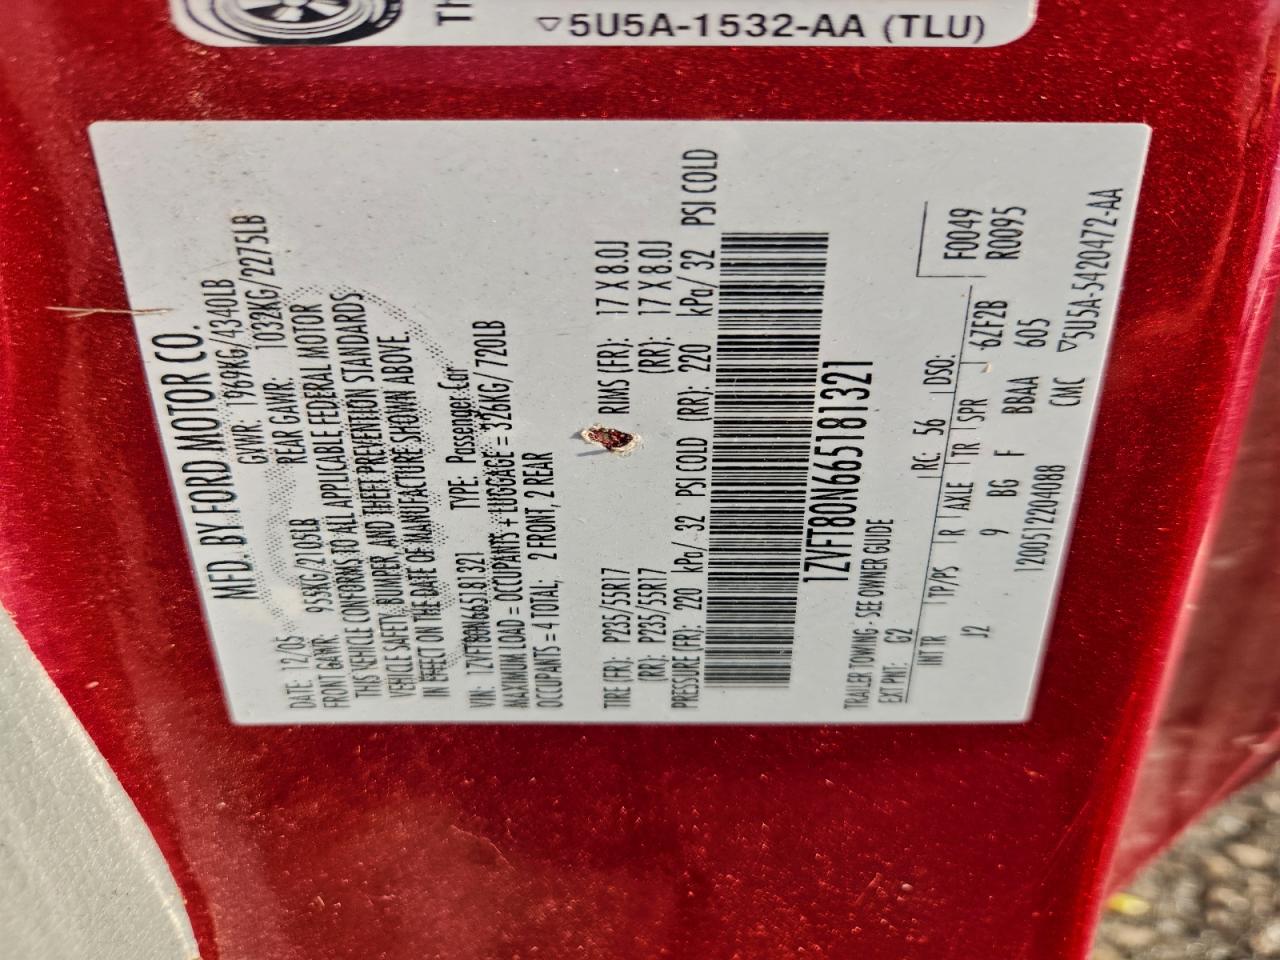 5U5A-1532-AA (TLU)
MFD. BY FORD MOTOR CO.
DATE: 12/05 GVWR: 1969KG/4340LB
FRONT GAWR: 955KG/2105LB REAR GAWR: 1032KG/2275LB
THIS VEHICLE CONFORMS TO ALL APPLICABLE FEDERAL MOTOR
VEHICLE SAFETY, BUMPER, AND THEFT PREVENTION STANDARDS
IN EFFECT ON THE DATE OF MANUFACTURE SHOWN ABOVE.
VIN: 1ZVFT80N665181321 TYPE: Passenger Car
MAXIMUM LOAD = OCCUPANTS + LUGGAGE = 326KG/720LB
OCCUPANTS = 4 TOTAL; 2 FRONT, 2 REAR
TIRE (FR): P235/55R17 RIMS (FR): 17 X 8.0J
(RR): P235/55R17 (RR): 17 X 8.0J
PRESSURE (FR): 220 kPa/ 32 PSI COLD (RR): 220 kPa/ 32 PSI COLD
1ZVFT80N665181321
TRAILER TOWING - SEE OWNER GUIDE
EXT PNT: G2 RC: 56 DSO:
INT TR TP/PS R AXLE TR SPR F0049
J2 9 BG F BBAA 6ZF2B R0095
12005122040​88 CMC 605
5U5A-5420472-AA